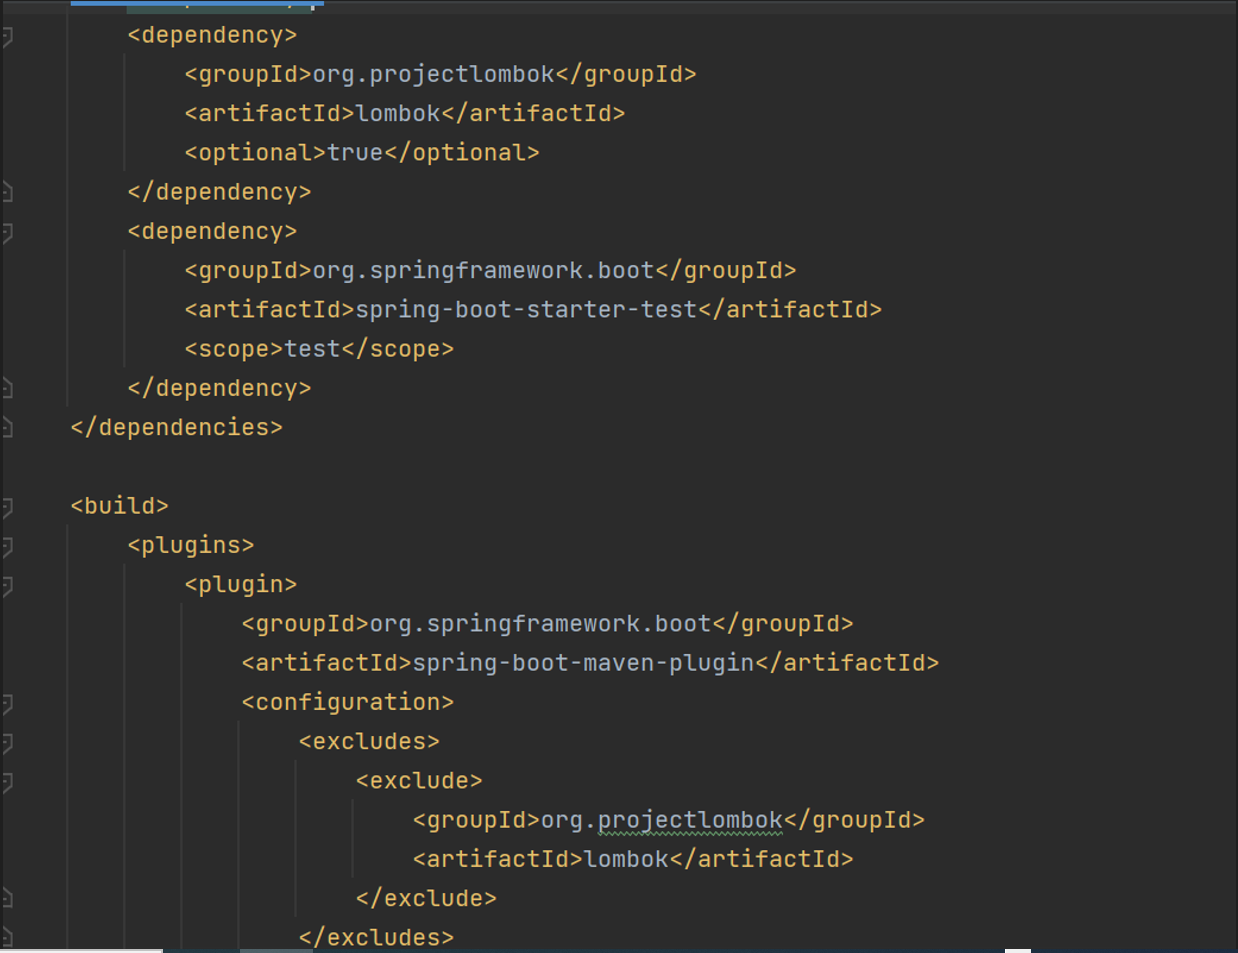 <dependency>
<groupId>org.projectlombok</groupId>
<artifactId>lombok</artifactId>
<optional>true</optional>
</dependency>
<dependency>
<groupId>org.springframework.boot</groupId>
<artifactId>spring-boot-starter-test</artifactId>
<scope>test</scope>
</dependency>
</dependencies>
<build>
<plugins>
<plugin>
<groupId>org.springframework.boot</groupId>
<artifactId>spring-boot-maven-plugin</artifactId>
<configuration>
<excludes>
<exclude>
<groupId>org.projectlombok</groupId>
<artifactId>lombok</artifactId>
</exclude>
</excludes>